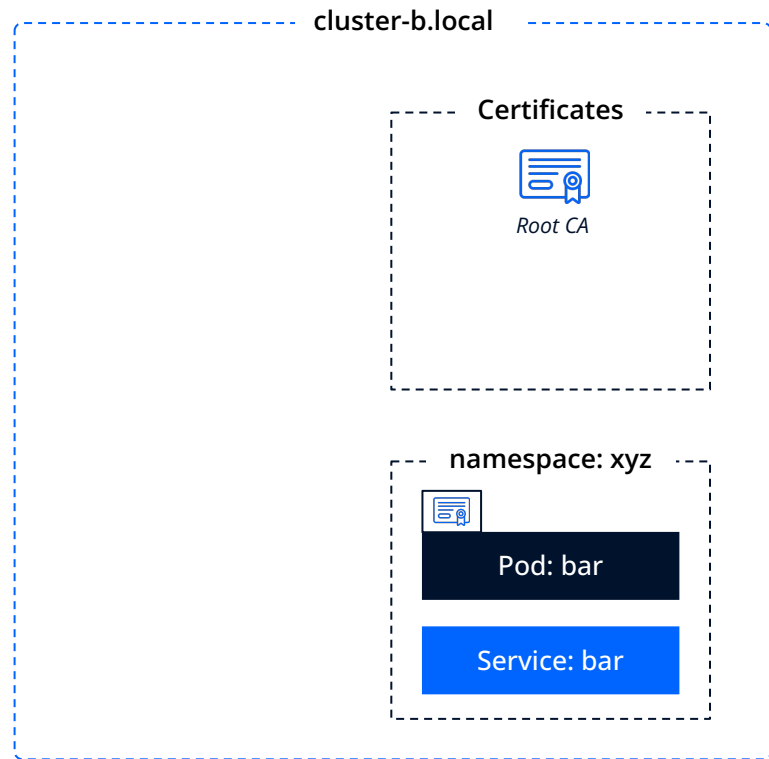 cluster-b.local
Certificates
Root CA
namespace: xyz
Pod: bar
Service: bar